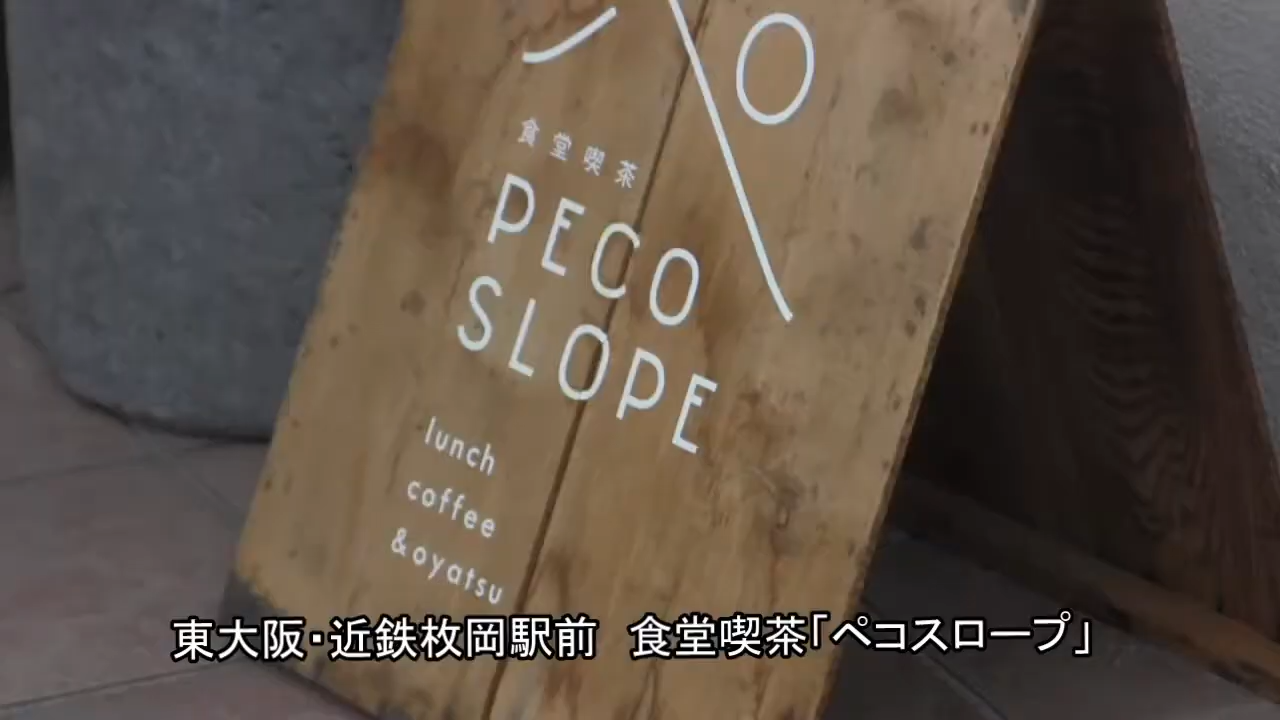 食堂喫茶
PECO
SLOPE
lunch
coffee
&oyatsu
東大阪・近鉄枚岡駅前　食堂喫茶「ペコスロープ」